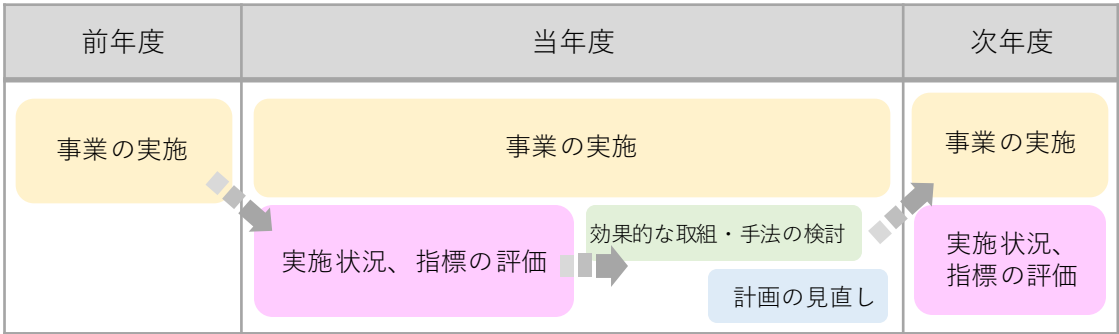 前年度
当年度
次年度
事業の実施
事業の実施
事業の実施
実施状況、指標の評価
効果的な取組・手法の検討
計画の見直し
実施状況、
指標の評価